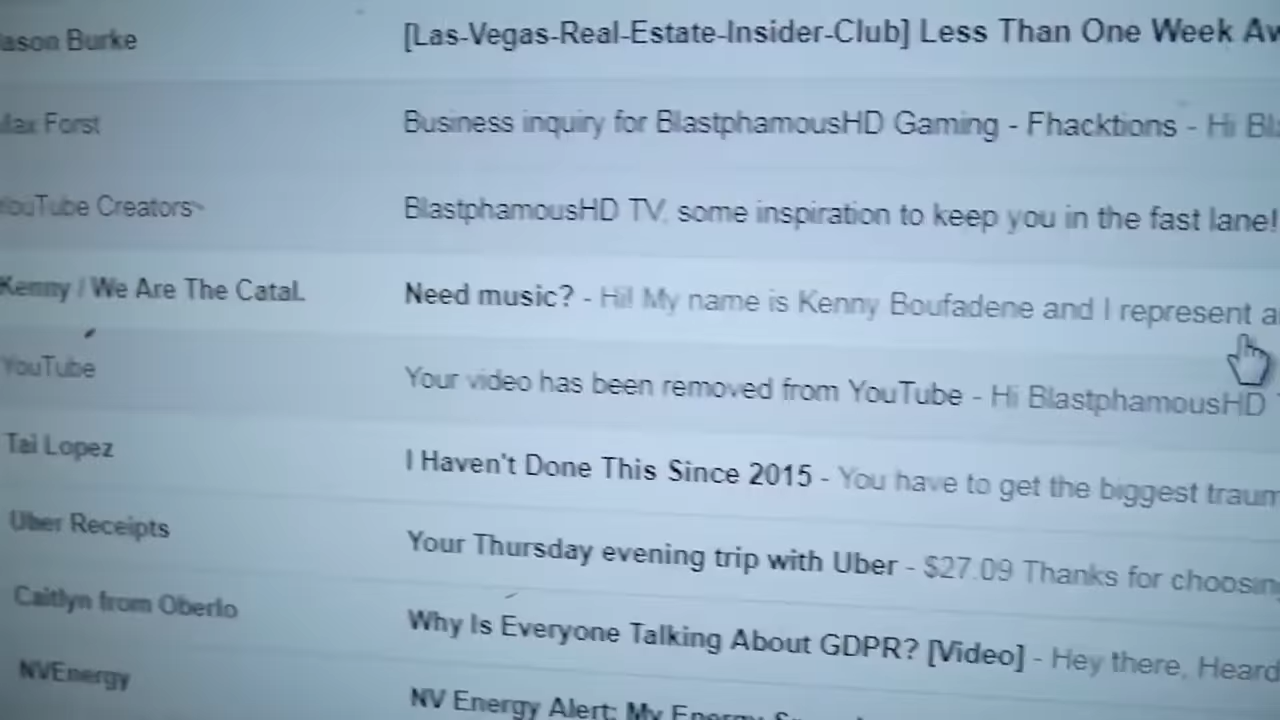 ason Burke [Las-Vegas-Real-Estate-Insider-Club] Less Than One Week Aw
Max Forst Business inquiry for BlastphamousHD Gaming - Fhacktions - Hi Bla
YouTube Creators BlastphamousHD TV, some inspiration to keep you in the fast lane!
Kenny / We Are The Catal. Need music? - Hi! My name is Kenny Boufadene and I represent a
YouTube Your video has been removed from YouTube - Hi BlastphamousHD
Tai Lopez I Haven't Done This Since 2015 - You have to get the biggest traum
Uber Receipts Your Thursday evening trip with Uber - $27.09 Thanks for choosing
Caitlyn from Oberlo Why Is Everyone Talking About GDPR? [Video] - Hey there, Heard
NVEnergy NV Energy Alert: My Energy